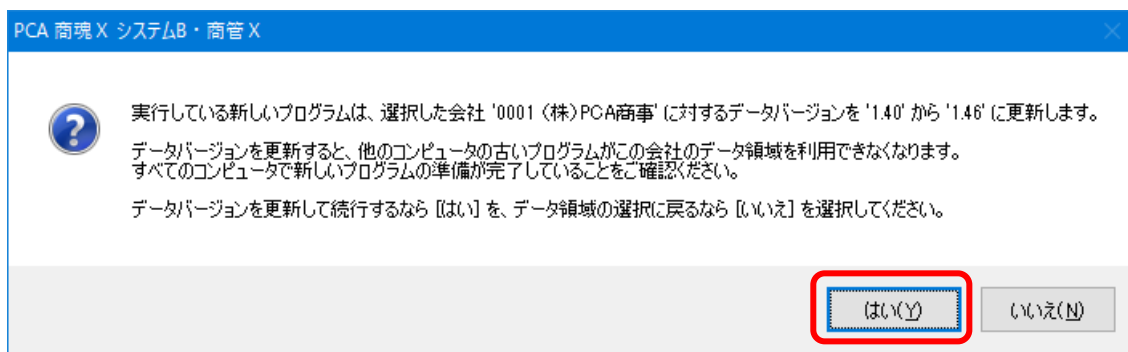 PCA 商魂X システムB・商管X
実行している新しいプログラムは、選択した会社 '0001 (株)PCA商事' に対するデータバージョンを '1.40' から '1.46' に更新します。
データバージョンを更新すると、他のコンピュータの古いプログラムがこの会社のデータ領域を利用できなくなります。
すべてのコンピュータで新しいプログラムの準備が完了していることをご確認ください。
データバージョンを更新して続行するなら [はい] を、データ領域の選択に戻るなら [いいえ] を選択してください。
はい(Y) いいえ(N)